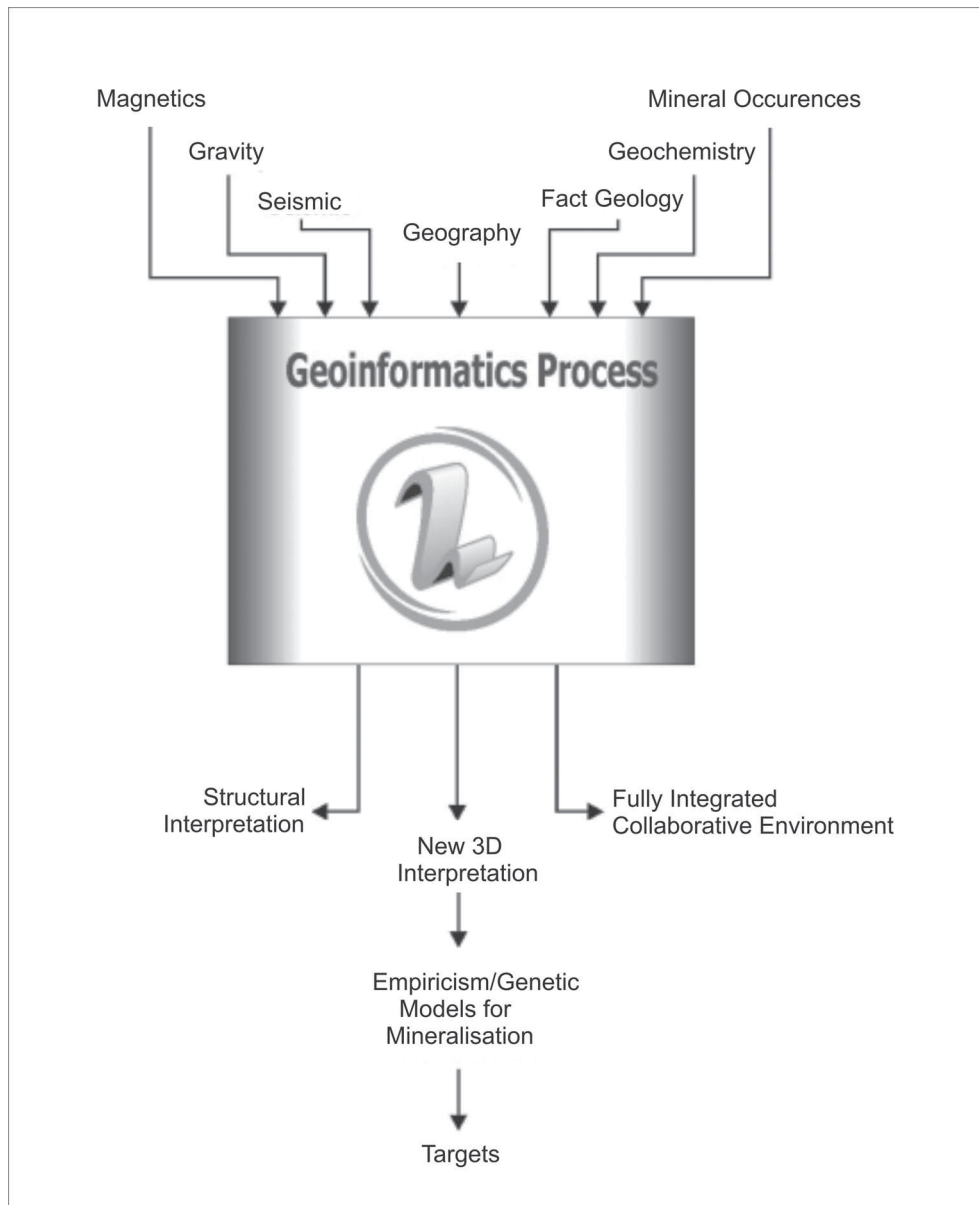 Magnetics
Mineral Occurences
Gravity
Geochemistry
Seismic
Fact Geology
Geography
Geoinformatics Process
Structural
Interpretation
Fully Integrated
Collaborative Environment
New 3D
Interpretation
Empiricism/Genetic
Models for
Mineralisation
Targets